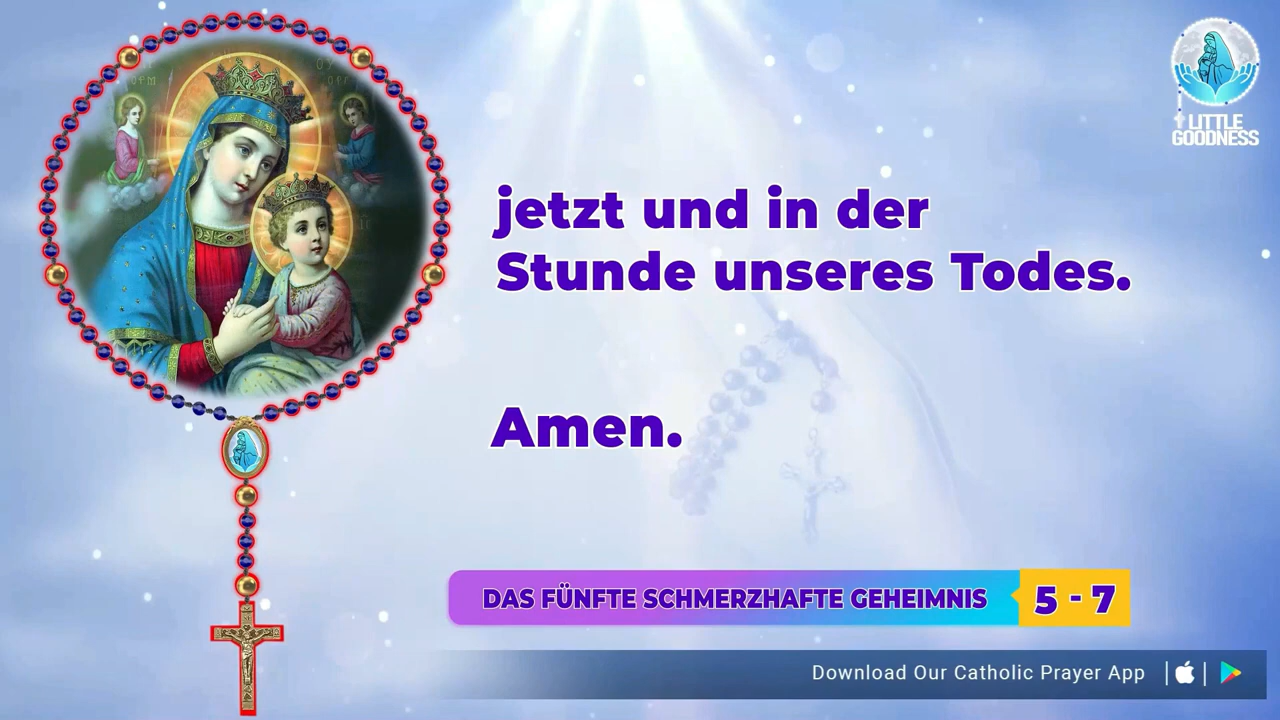 LITTLE
GOODNESS
jetzt und in der
Stunde unseres Todes.
Amen.
DAS FÜNFTE SCHMERZHAFTE GEHEIMNIS 5 - 7
Download Our Catholic Prayer App